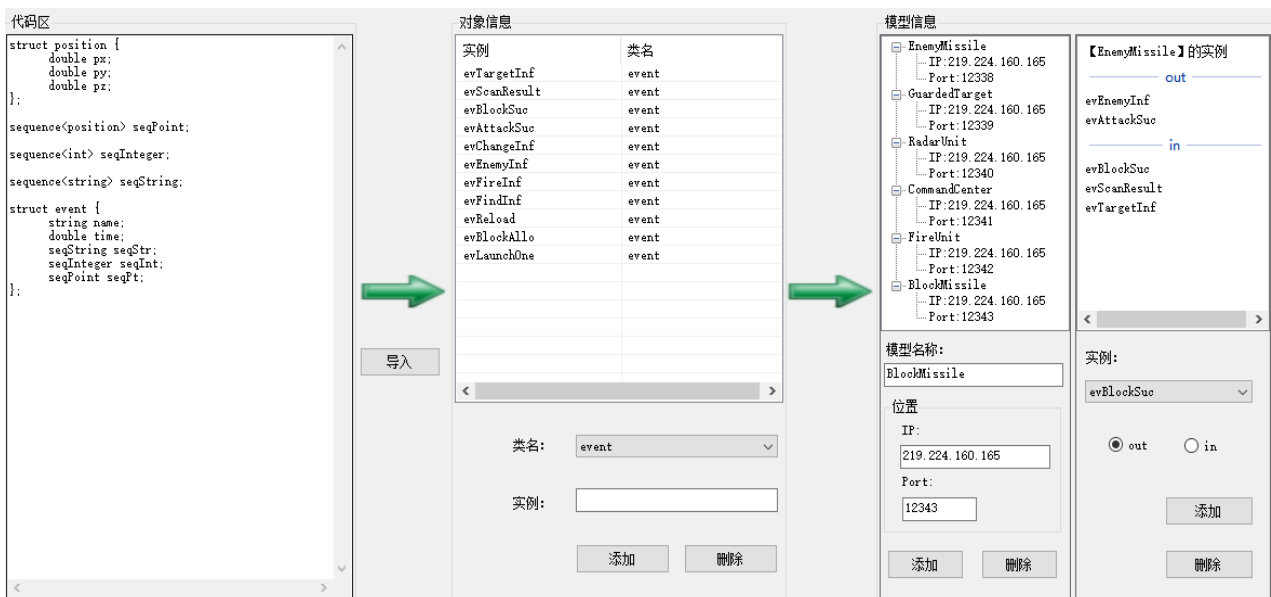 代码区
struct position {
double px;
double py;
double pz;
};
sequence<position> seqPoint;
sequence<int> seqInteger;
sequence<string> seqString;
struct event {
string name;
double time;
seqString seqStr;
seqInteger seqInt;
seqPoint seqPt;
};
导入
对象信息
实例 类名
evTargetInf event
evScanResult event
evBlockSuc event
evAttackSuc event
evChangeInf event
evEnemyInf event
evFireInf event
evFindInf event
evReload event
evBlockAllo event
evLaunchOne event
类名: event
实例:
添加 删除
模型信息
EnemyMissile
IP:219.224.160.165
Port:12338
GuardedTarget
IP:219.224.160.165
Port:12339
RadarUnit
IP:219.224.160.165
Port:12340
CommandCenter
IP:219.224.160.165
Port:12341
FireUnit
IP:219.224.160.165
Port:12342
BlockMissile
IP:219.224.160.165
Port:12343
模型名称:
BlockMissile
位置
IP:
219.224.160.165
Port:
12343
添加 删除
【EnemyMissile】的实例
out
evEnemyInf
evAttackSuc
in
evBlockSuc
evScanResult
evTargetInf
实例:
evBlockSuc
out in
添加
删除